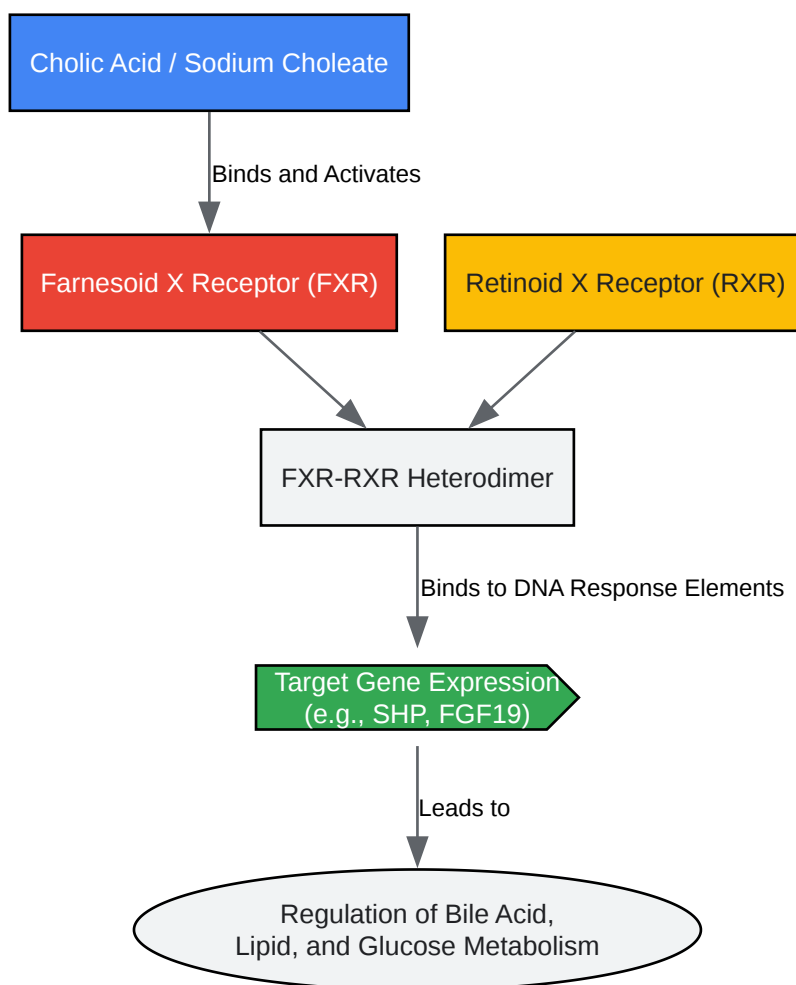 Cholic Acid / Sodium Choleate
Binds and Activates
Farnesoid X Receptor (FXR)
Retinoid X Receptor (RXR)
FXR-RXR Heterodimer
Binds to DNA Response Elements
Target Gene Expression
(e.g., SHP, FGF19)
Leads to
Regulation of Bile Acid,
Lipid, and Glucose Metabolism